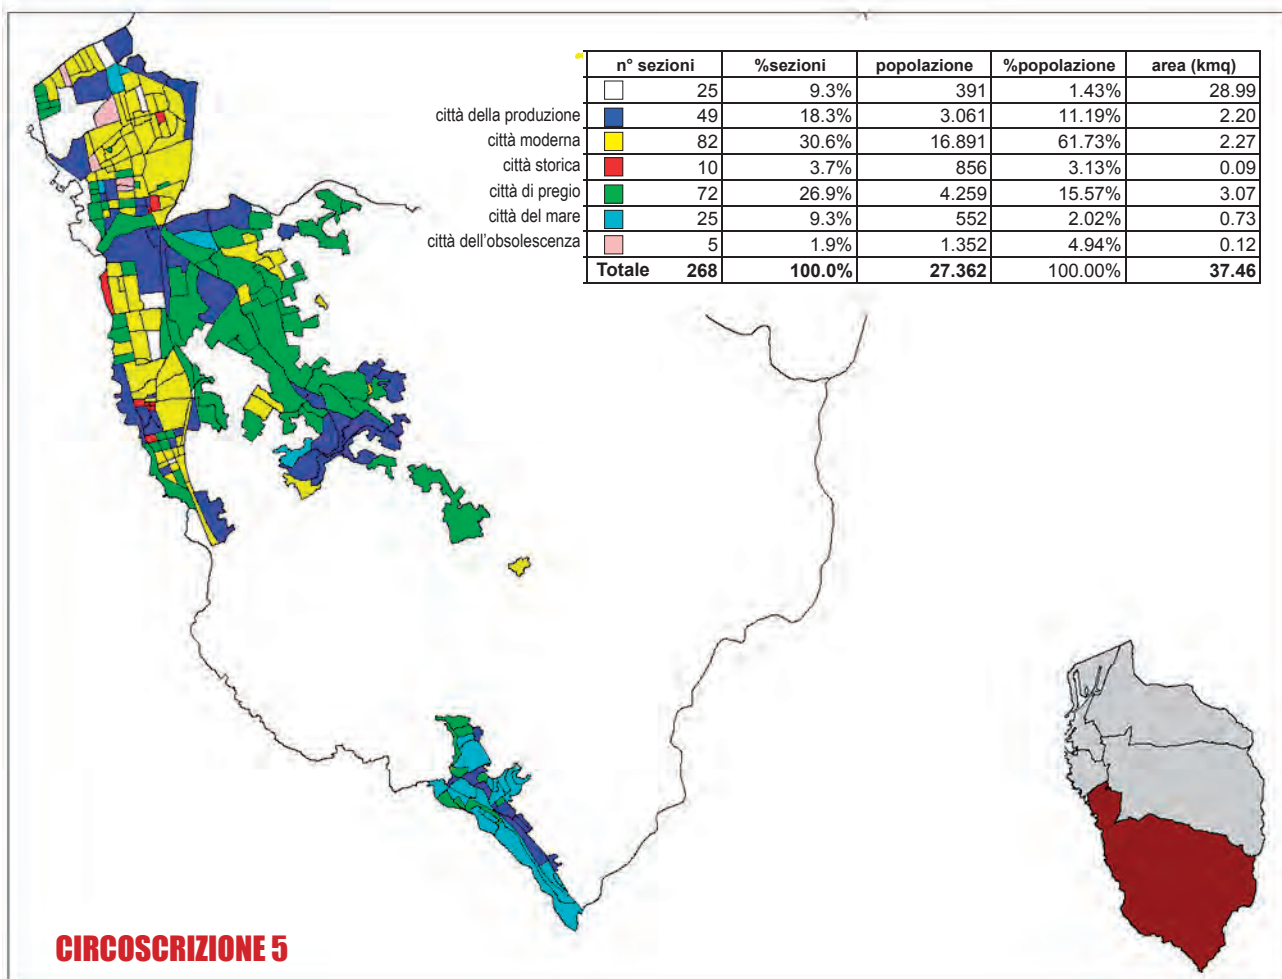 n° sezioni %sezioni popolazione %popolazione area (kmq)
25 9.3% 391 1.43% 28.99
città della produzione 49 18.3% 3.061 11.19% 2.20
città moderna 82 30.6% 16.891 61.73% 2.27
città storica 10 3.7% 856 3.13% 0.09
città di pregio 72 26.9% 4.259 15.57% 3.07
città del mare 25 9.3% 552 2.02% 0.73
città dell'obsolescenza 5 1.9% 1.352 4.94% 0.12
Totale 268 100.0% 27.362 100.00% 37.46
CIRCOSCRIZIONE 5